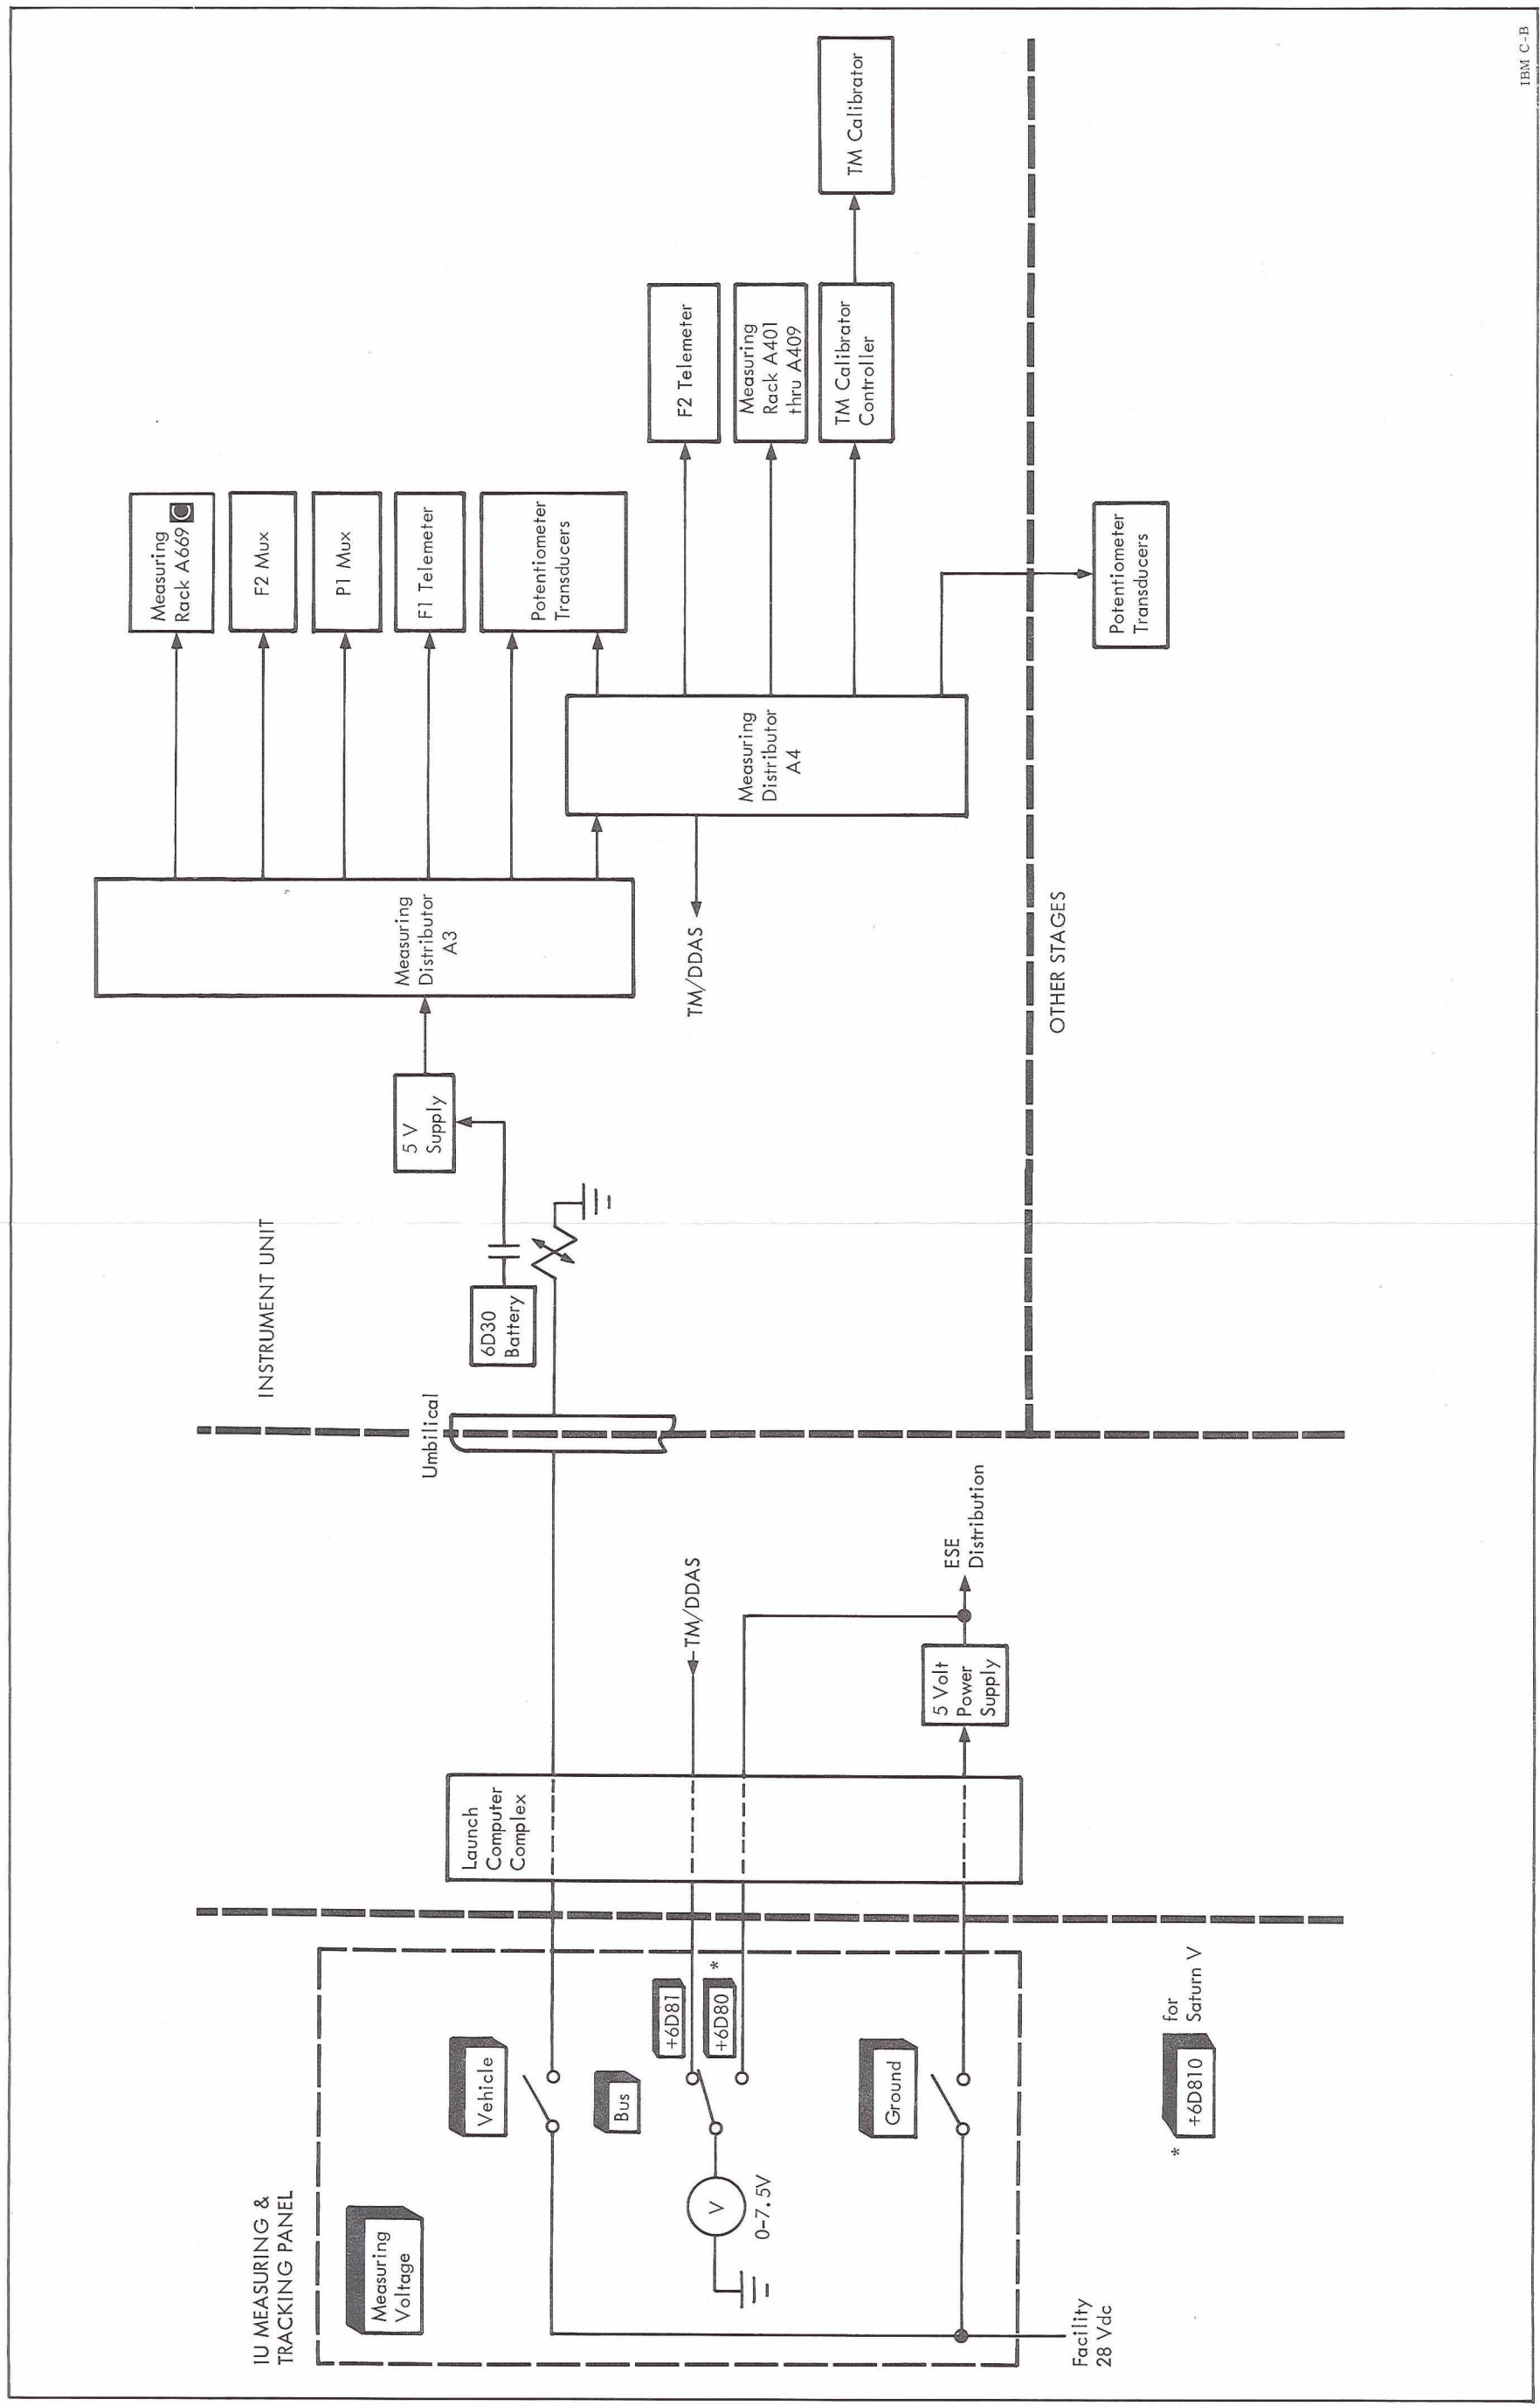 IU MEASURING &
TRACKING PANEL
Measuring
Voltage
Vehicle
Bus
+6D81
+6D80
*
V
0-7.5V
Ground
Facility
28 Vdc
*
+6D810
for
Saturn V
Launch
Computer
Complex
TM/DDAS
5 Volt
Power
Supply
ESE
Distribution
Umbilical
INSTRUMENT UNIT
6D30
Battery
5 V
Supply
Measuring
Distributor
A3
Measuring
Rack A669 C
F2 Mux
P1 Mux
F1 Telemeter
Potentiometer
Transducers
TM/DDAS
Measuring
Distributor
A4
F2 Telemeter
Measuring
Rack A401
thru A409
TM Calibrator
Controller
TM Calibrator
OTHER STAGES
Potentiometer
Transducers
IBM C-B